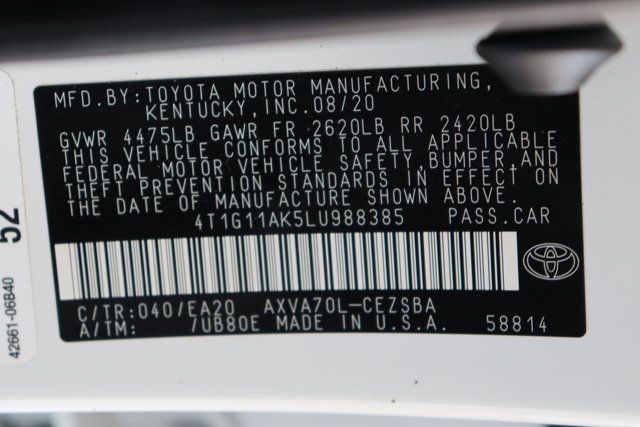 MFD.BY:TOYOTA MOTOR MANUFACTURING,
KENTUCKY,INC.08/20
GVWR 4475LB GAWR FR 2620LB RR 2420LB
THIS VEHICLE CONFORMS TO ALL APPLICABLE
FEDERAL MOTOR VEHICLE SAFETY,BUMPER,AND
THEFT PREVENTION STANDARDS IN EFFECT ON
THE DATE OF MANUFACTURE SHOWN ABOVE.
4T1G11AK5LU988385 PASS.CAR
C/TR:040/EA20 AXVA70L-CEZSBA
A/TM: /UB80E MADE IN U.S.A. 58814
52
42661-06B40